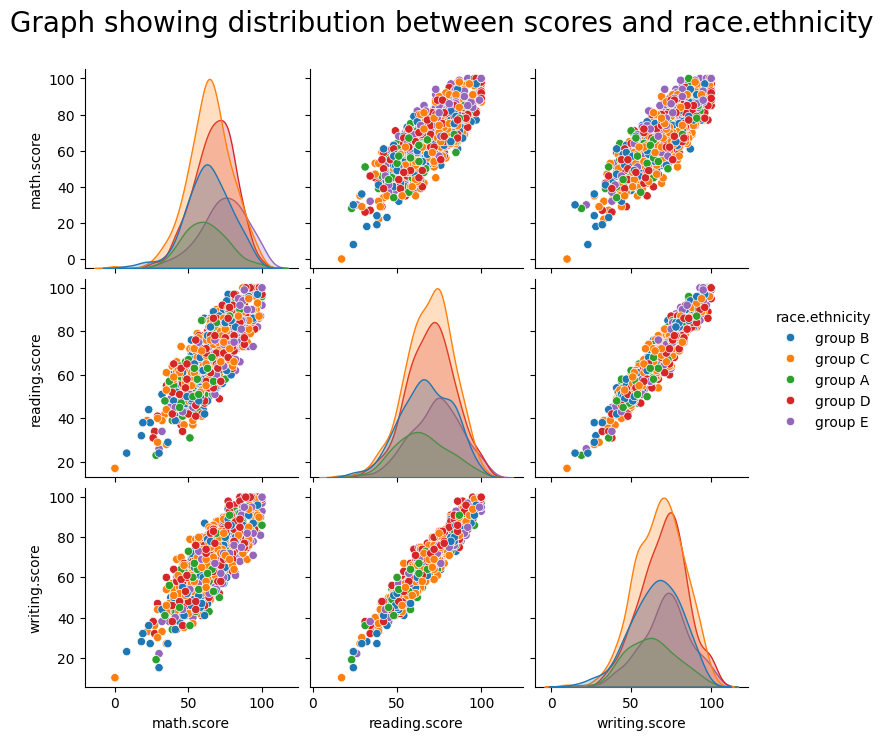 Graph showing distribution between scores and race.ethnicity
100
80
60
40
20
0
math.score
100
80
60
40
20
reading.score
race.ethnicity
group B
group C
group A
group D
group E
100
80
60
40
20
writing.score
0 100
0 50 100
0 50 100
math.score
reading.score
writing.score